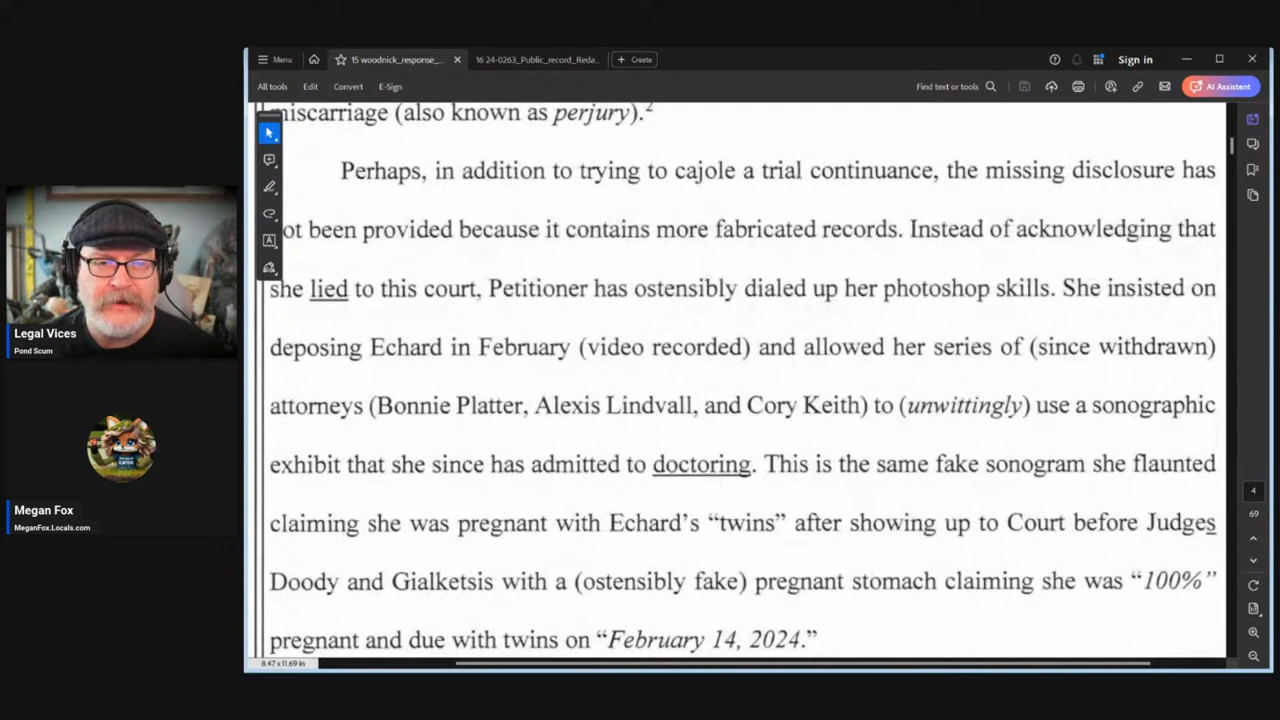 Menu
15 woodnick_response_...
16 24-0263_Public_record_Reda...
Create
Sign in
All tools
Edit
Convert
E-Sign
Find text or tools
AI Assistant
miscarriage (also known as perjury).2
Perhaps, in addition to trying to cajole a trial continuance, the missing disclosure has
ot been provided because it contains more fabricated records. Instead of acknowledging that
she lied to this court, Petitioner has ostensibly dialed up her photoshop skills. She insisted on
deposing Echard in February (video recorded) and allowed her series of (since withdrawn)
attorneys (Bonnie Platter, Alexis Lindvall, and Cory Keith) to (unwittingly) use a sonographic
exhibit that she since has admitted to doctoring. This is the same fake sonogram she flaunted
claiming she was pregnant with Echard's “twins” after showing up to Court before Judges
Doody and Gialketsis with a (ostensibly fake) pregnant stomach claiming she was “100%”
pregnant and due with twins on “February 14, 2024.”
8.47 x 11.69 in
4
69
Legal Vices
Pond Scum
Megan Fox
MeganFox.Locals.com